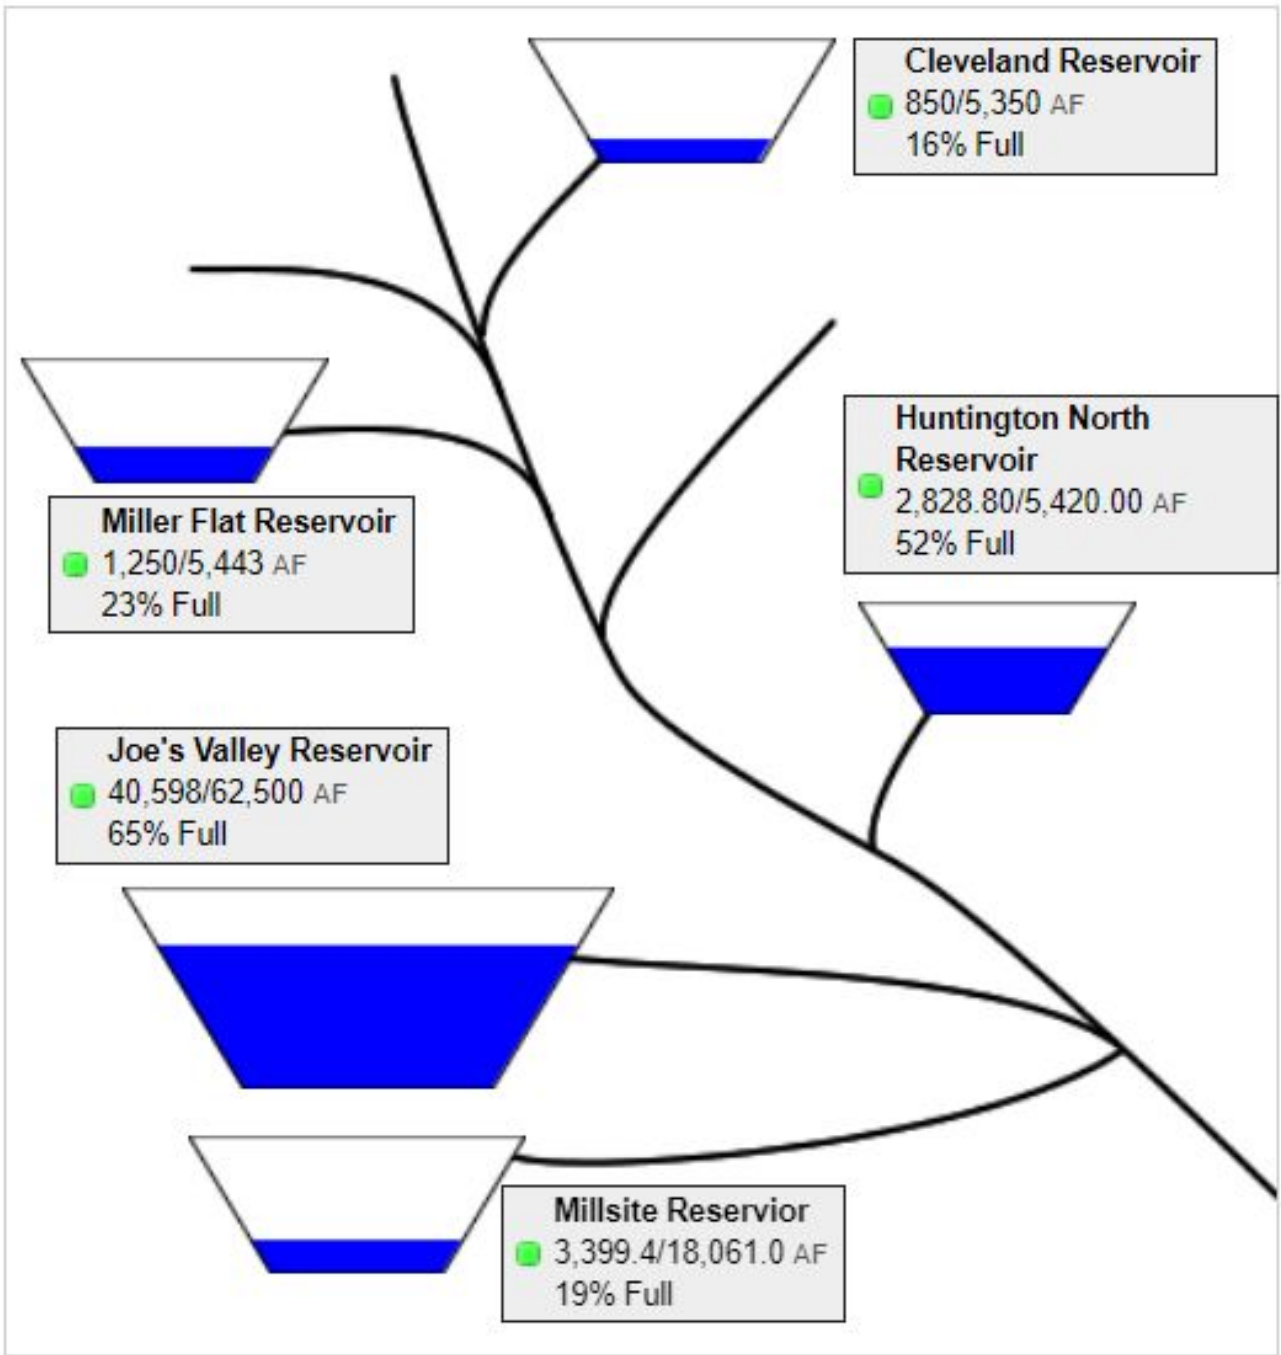 Cleveland Reservoir
850/5,350 AF
16% Full
Huntington North
Reservoir
2,828.80/5,420.00 AF
52% Full
Miller Flat Reservoir
1,250/5,443 AF
23% Full
Joe's Valley Reservoir
40,598/62,500 AF
65% Full
Millsite Reservior
3,399.4/18,061.0 AF
19% Full